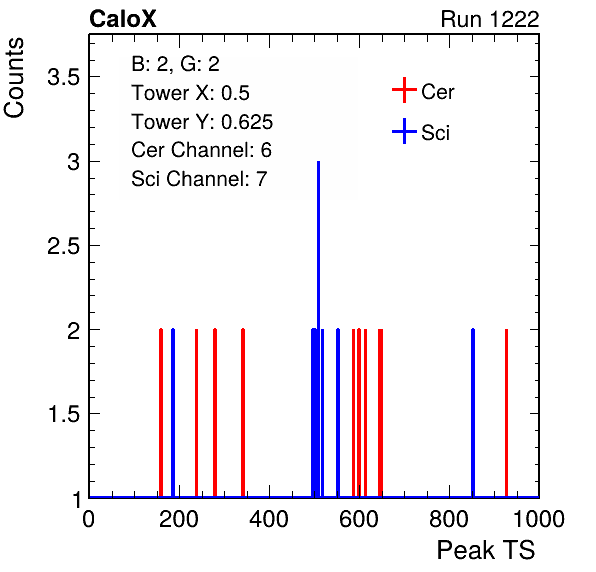 CaloX Run 1222
Counts
B: 2, G: 2
Tower X: 0.5
Tower Y: 0.625
Cer Channel: 6
Sci Channel: 7
Cer
Sci
3.5
3
2.5
2
1.5
1
0 200 400 600 800 1000
Peak TS